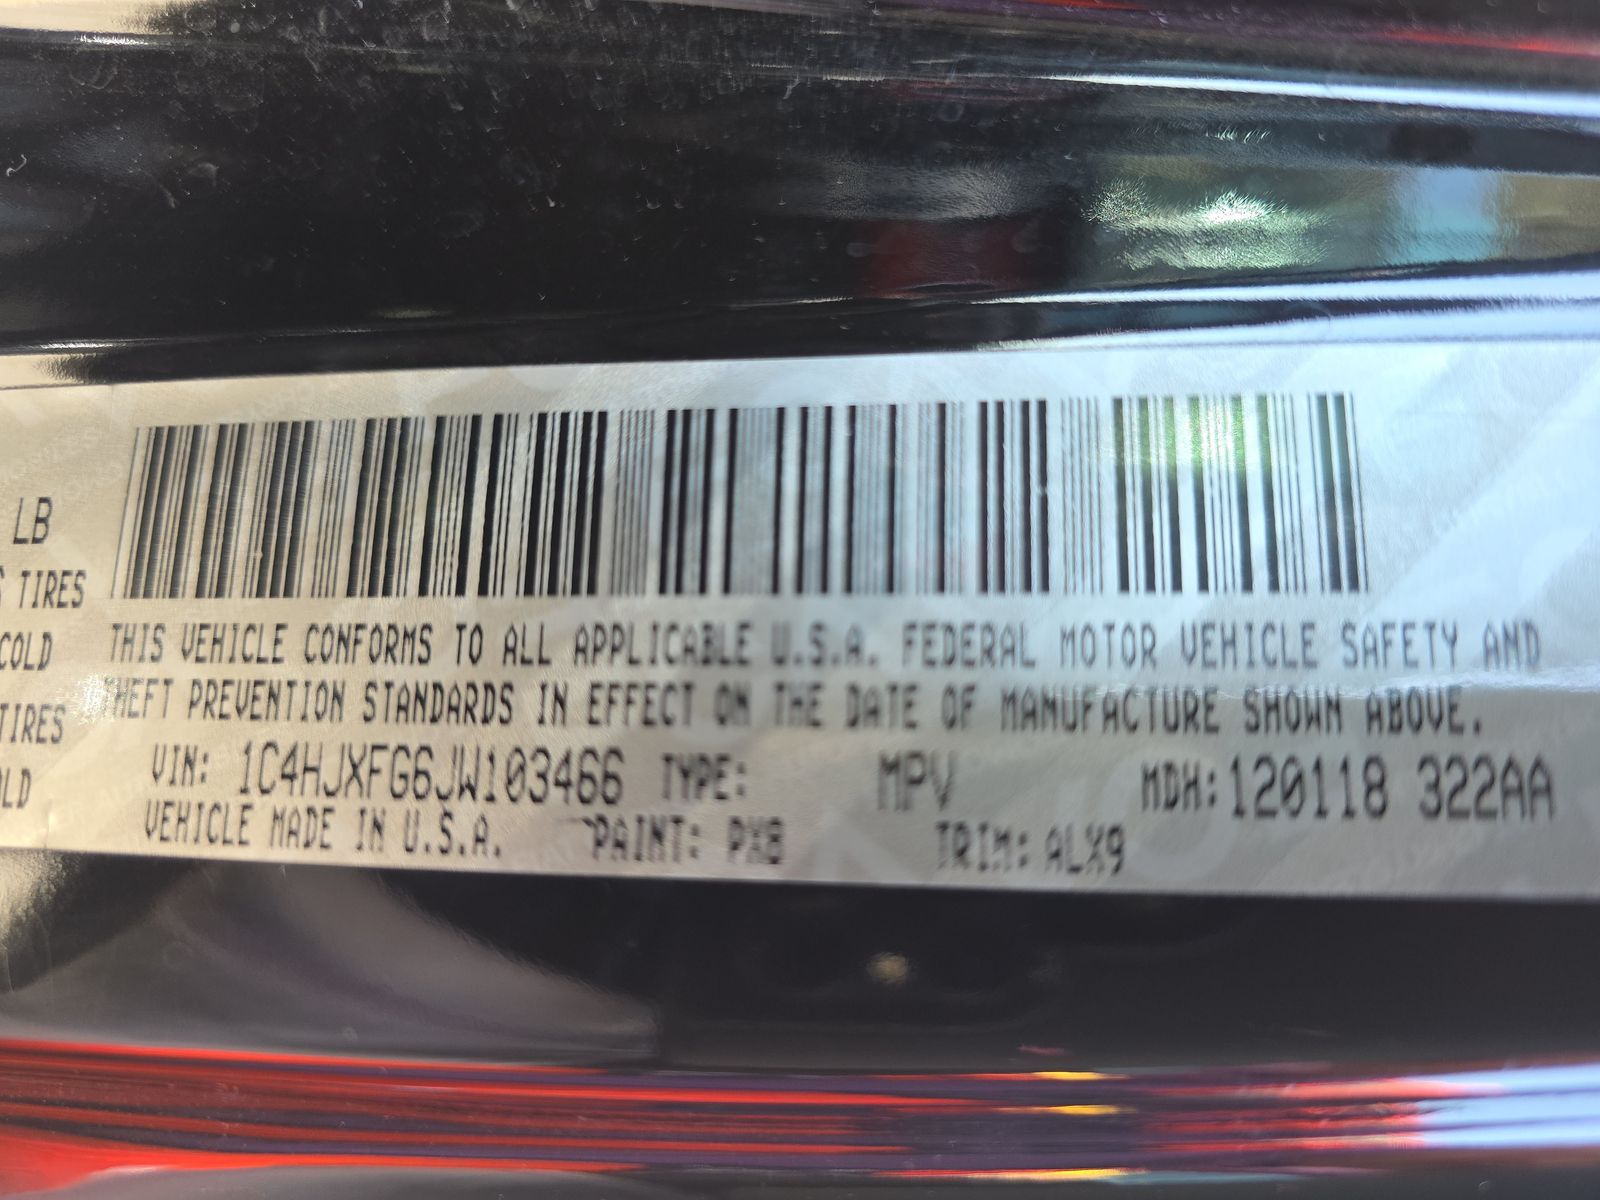 LB
TIRES
COLD
TIRES
LD
THIS VEHICLE CONFORMS TO ALL APPLICABLE U.S.A. FEDERAL MOTOR VEHICLE SAFETY AND
THEFT PREVENTION STANDARDS IN EFFECT ON THE DATE OF MANUFACTURE SHOWN ABOVE.
VIN: 1C4HJXFG6JW103466 TYPE: MPV MDH:120118 322AA
VEHICLE MADE IN U.S.A. PAINT: PX8 TRIM: ALX9